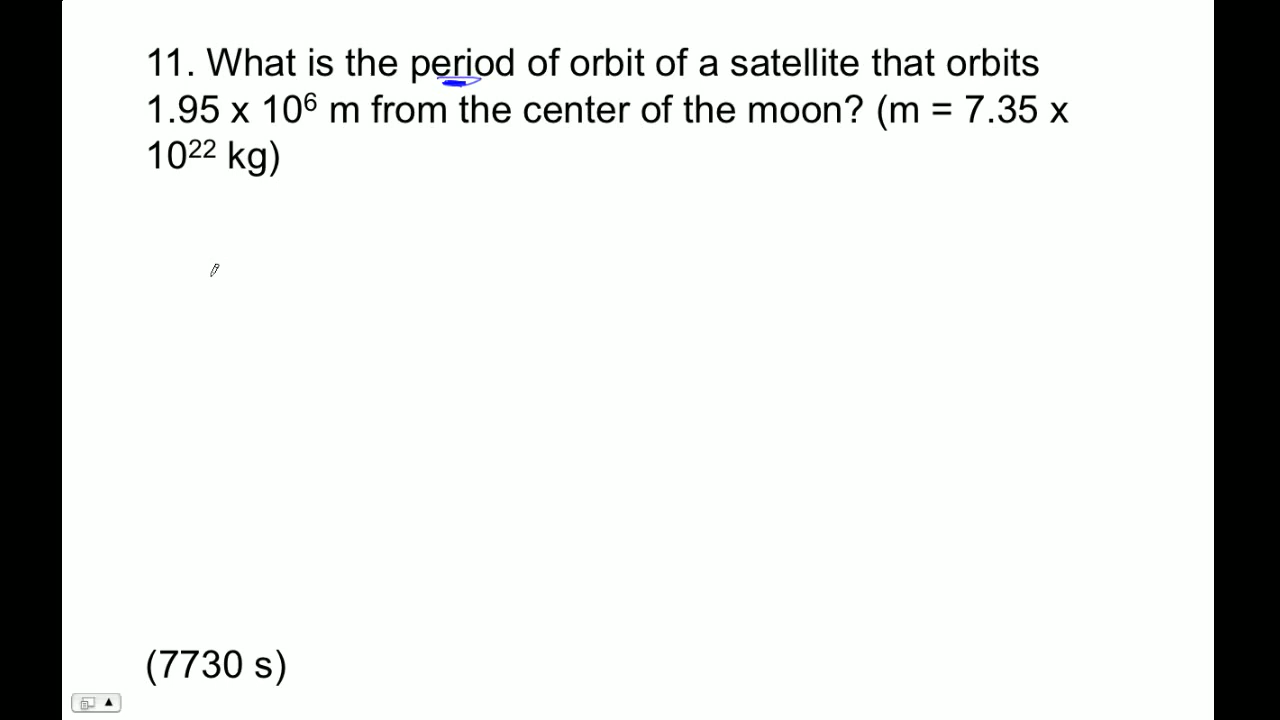 11. What is the period of orbit of a satellite that orbits
1.95 x 10⁶ m from the center of the moon? (m = 7.35 x
10²² kg)
(7730 s)